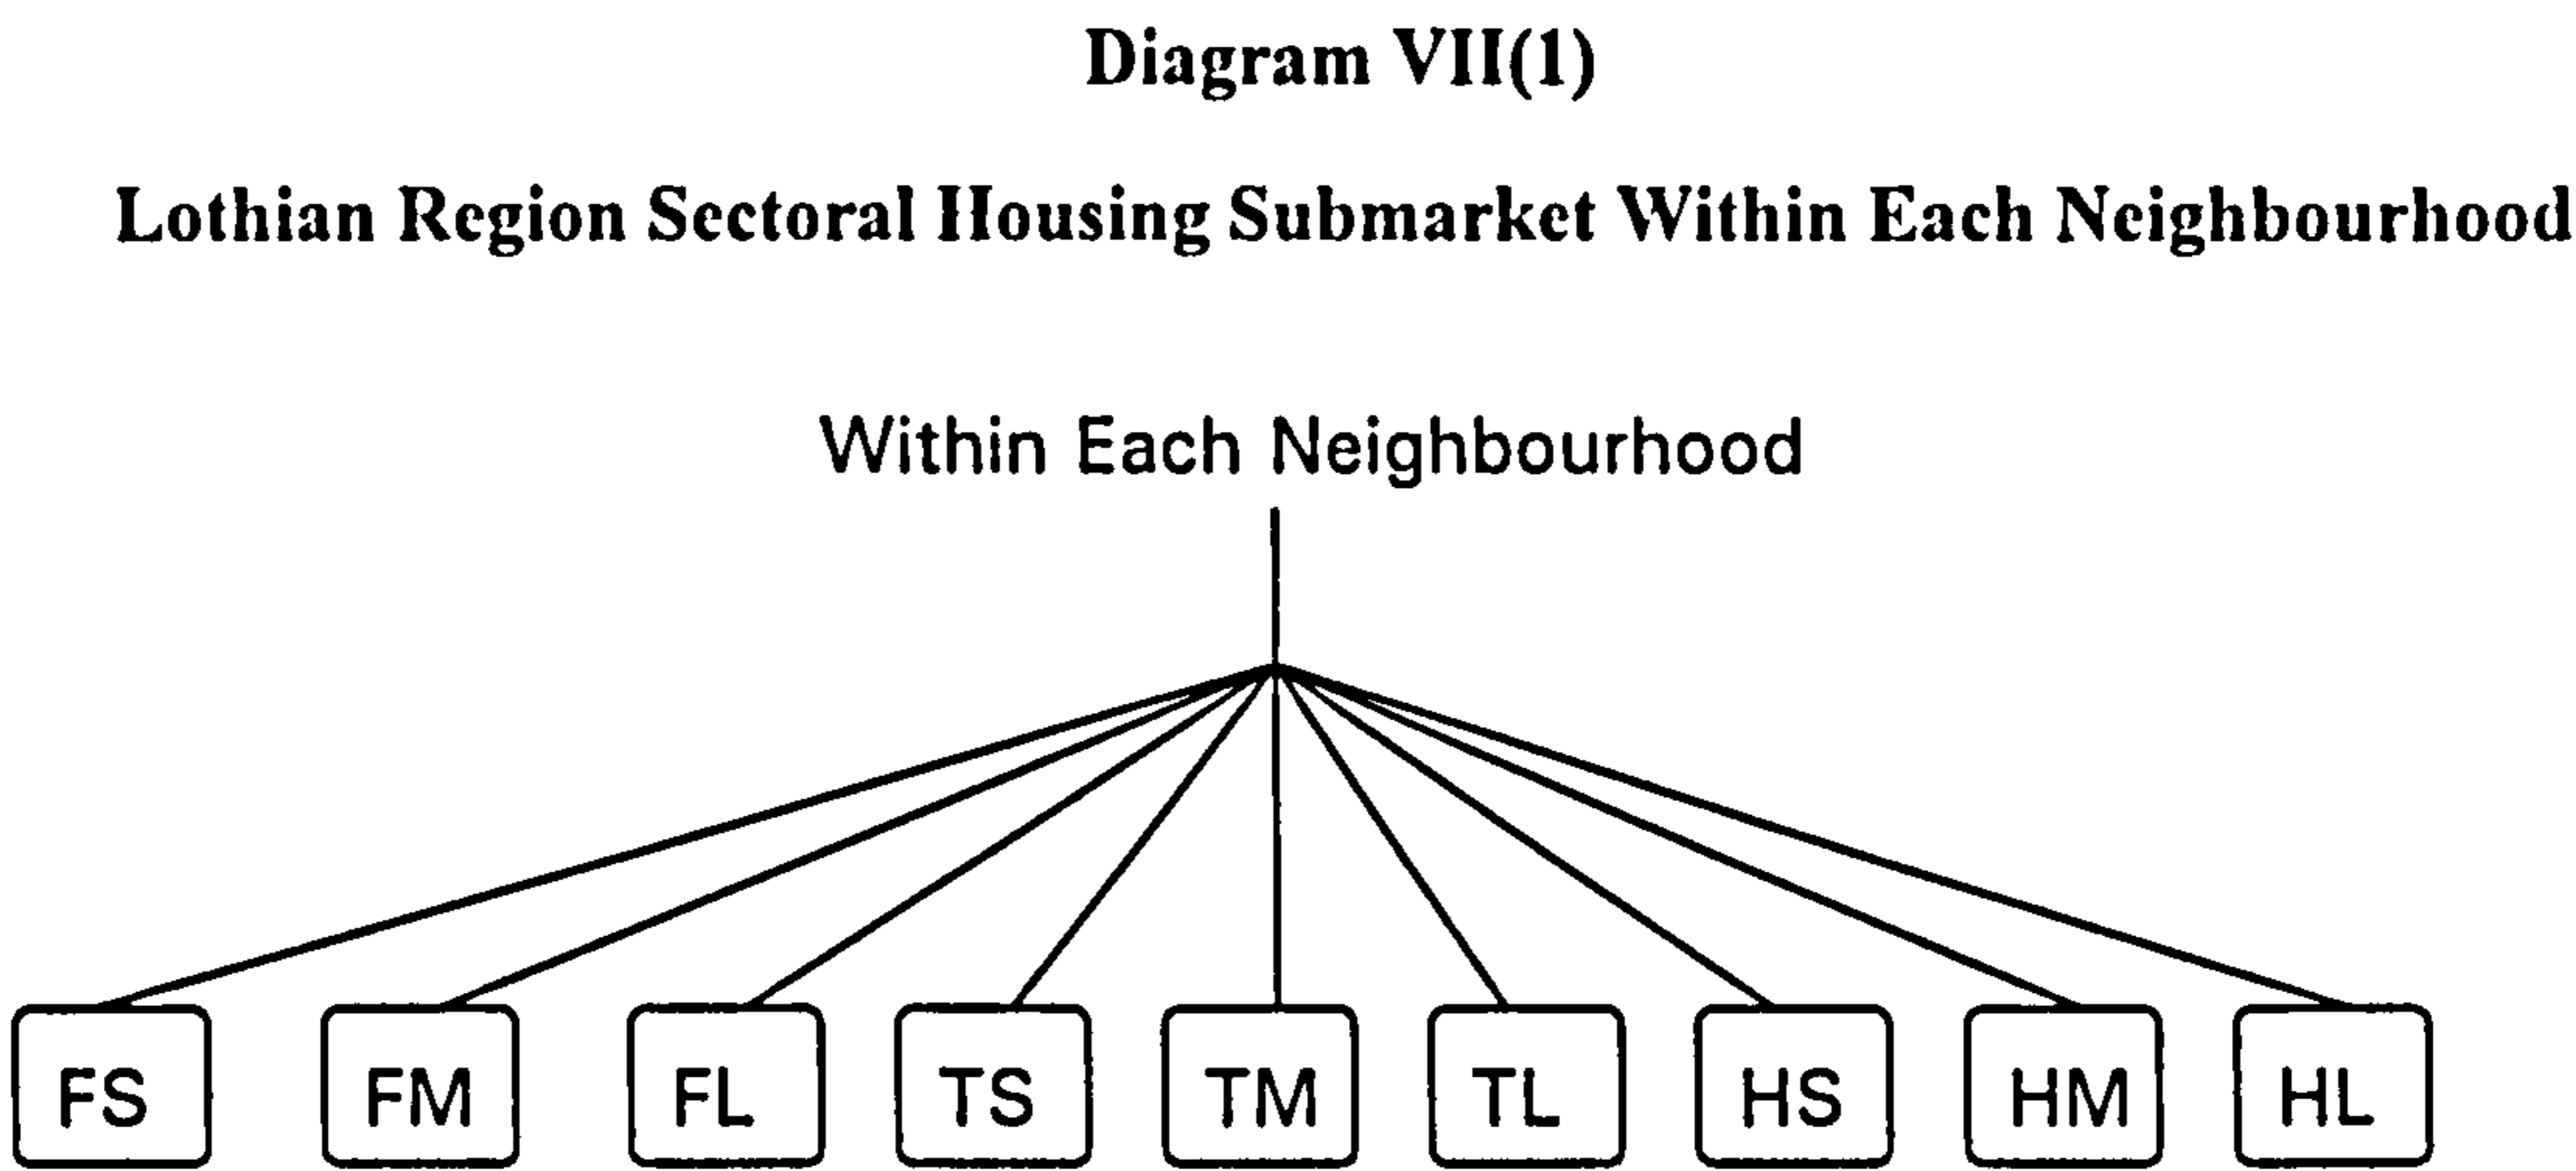 Diagram VII(1)
Lothian Region Sectoral Housing Submarket Within Each Neighbourhood
Within Each Neighbourhood
FS FM FL TS TM TL HS HM HL